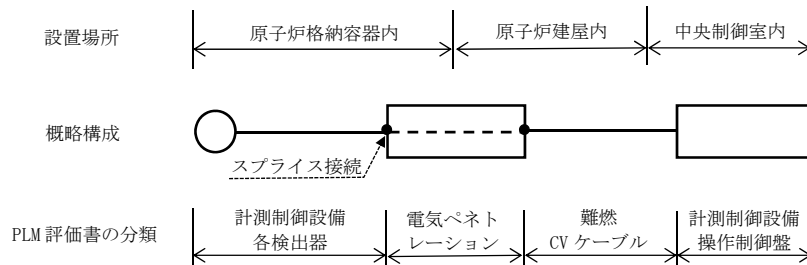 設置場所
原子炉格納容器内
原子炉建屋内
中央制御室内
概略構成
スプライス接続
PLM評価書の分類
計測制御設備
各検出器
電気ペネト
レーション
難燃
CVケーブル
計測制御設備
操作制御盤